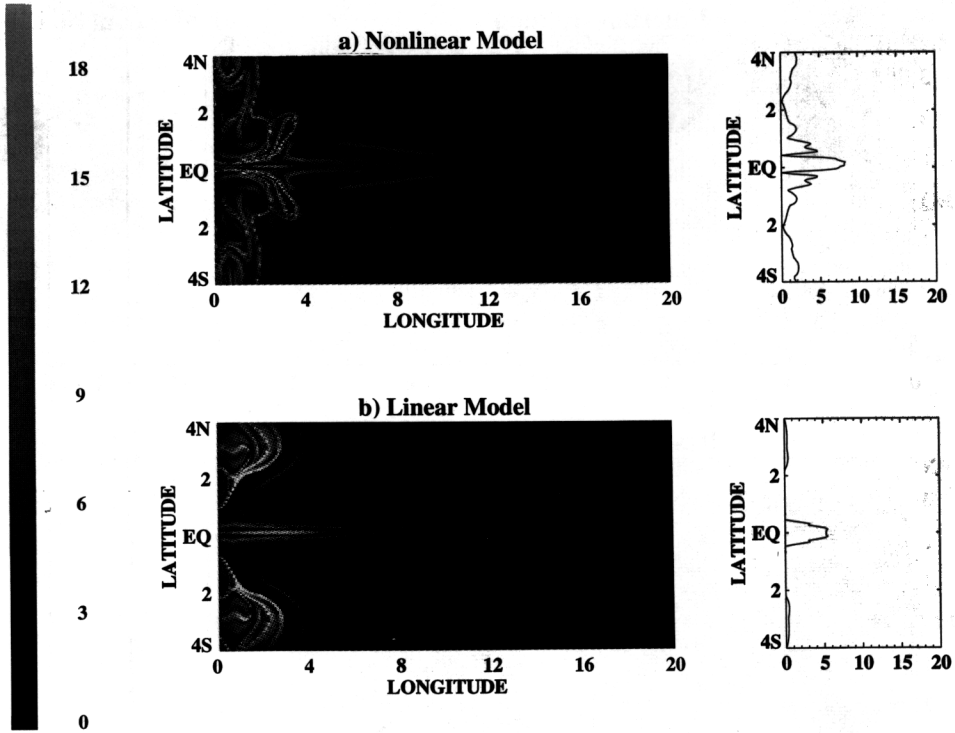 18
15
12
9
6
3
0
a) Nonlinear Model
4N
2
EQ
2
4S
LATITUDE
0 4 8 12 16 20
LONGITUDE
4N
2
EQ
2
4S
LATITUDE
0 5 10 15 20
b) Linear Model
4N
2
EQ
2
4S
LATITUDE
0 4 8 12 16 20
LONGITUDE
4N
2
EQ
2
4S
LATITUDE
0 5 10 15 20